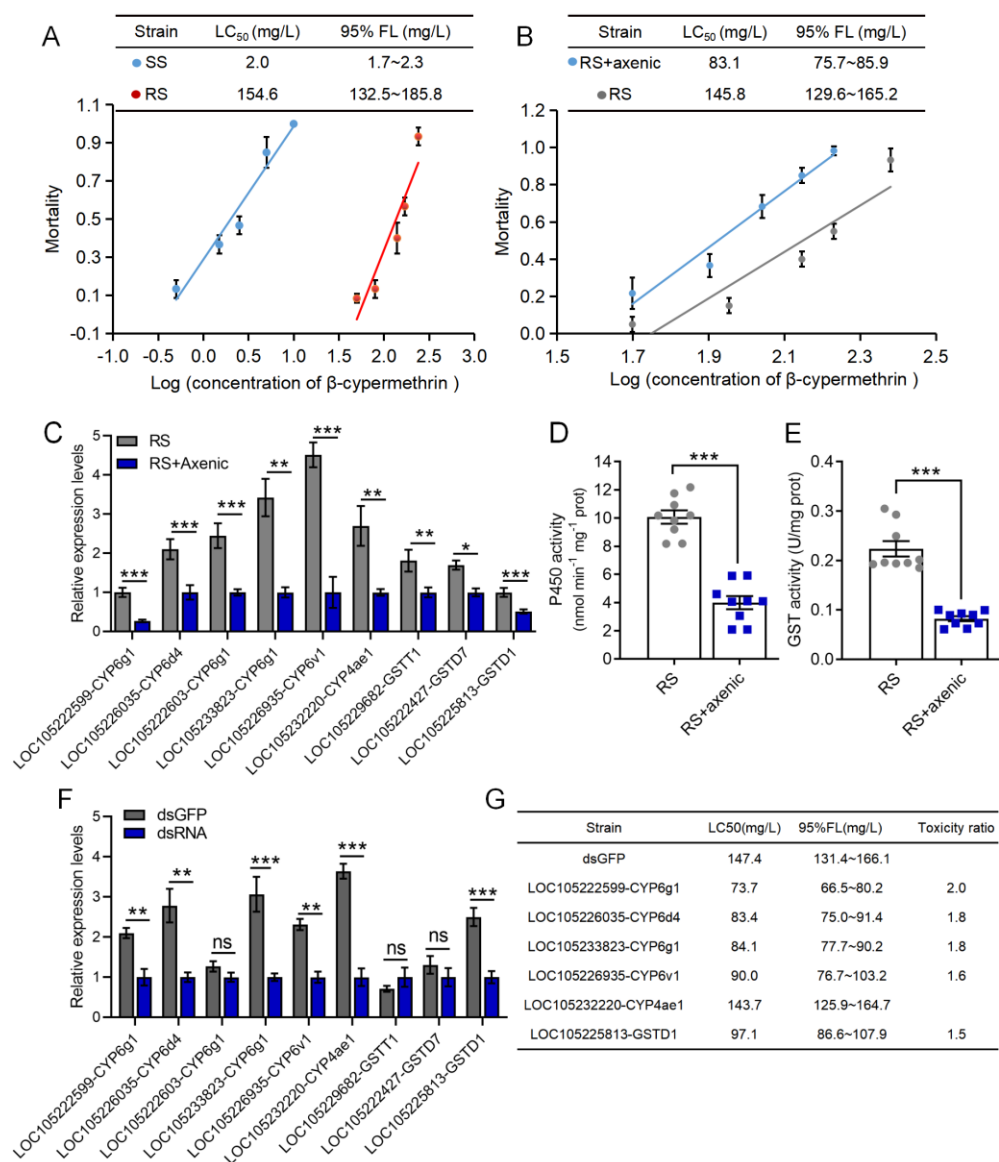 A
Strain LC50 (mg/L) 95% FL (mg/L)
SS 2.0 1.7~2.3
RS 154.6 132.5~185.8
Mortality
0.9
0.7
0.5
0.3
0.1
-0.1
-1.0 0.0 1.0 2.0 3.0
-1.0 -0.5 0.0 0.5 1.0 1.5 2.0 2.5 3.0
Log (concentration of β-cypermethrin )
B
Strain LC50 (mg/L) 95% FL (mg/L)
RS+axenic 83.1 75.7~85.9
RS 145.8 129.6~165.2
Mortality
1.0
0.8
0.6
0.4
0.2
0.0
1.5 1.7 1.9 2.1 2.3 2.5
Log (concentration of β-cypermethrin )
C
RS
RS+Axenic
Relative expression levels
5
4
3
2
1
0
*** *** *** ** *** ** ** * ***
LOC105222599-CYP6g1
LOC105226035-CYP6d4
LOC105222603-CYP6g1
LOC105233823-CYP6g1
LOC105226935-CYP6v1
LOC105232220-CYP4ae1
LOC105229682-GSTT1
LOC105222427-GSTD7
LOC105225813-GSTD1
D
P450 activity
(nmol min-1 mg-1 prot)
14
12
10
8
6
4
2
0
***
RS
RS+axenic
E
GST activity (U/mg prot)
0.4
0.3
0.2
0.1
0.0
***
RS
RS+axenic
F
dsGFP
dsRNA
Relative expression levels
5
4
3
2
1
0
** ** ns *** ** *** ns ns ***
LOC105222599-CYP6g1
LOC105226035-CYP6d4
LOC105222603-CYP6g1
LOC105233823-CYP6g1
LOC105226935-CYP6v1
LOC105232220-CYP4ae1
LOC105229682-GSTT1
LOC105222427-GSTD7
LOC105225813-GSTD1
G
Strain LC50(mg/L) 95%FL(mg/L) Toxicity ratio
dsGFP 147.4 131.4~166.1
LOC105222599-CYP6g1 73.7 66.5~80.2 2.0
LOC105226035-CYP6d4 83.4 75.0~91.4 1.8
LOC105233823-CYP6g1 84.1 77.7~90.2 1.8
LOC105226935-CYP6v1 90.0 76.7~103.2 1.6
LOC105232220-CYP4ae1 143.7 125.9~164.7
LOC105225813-GSTD1 97.1 86.6~107.9 1.5